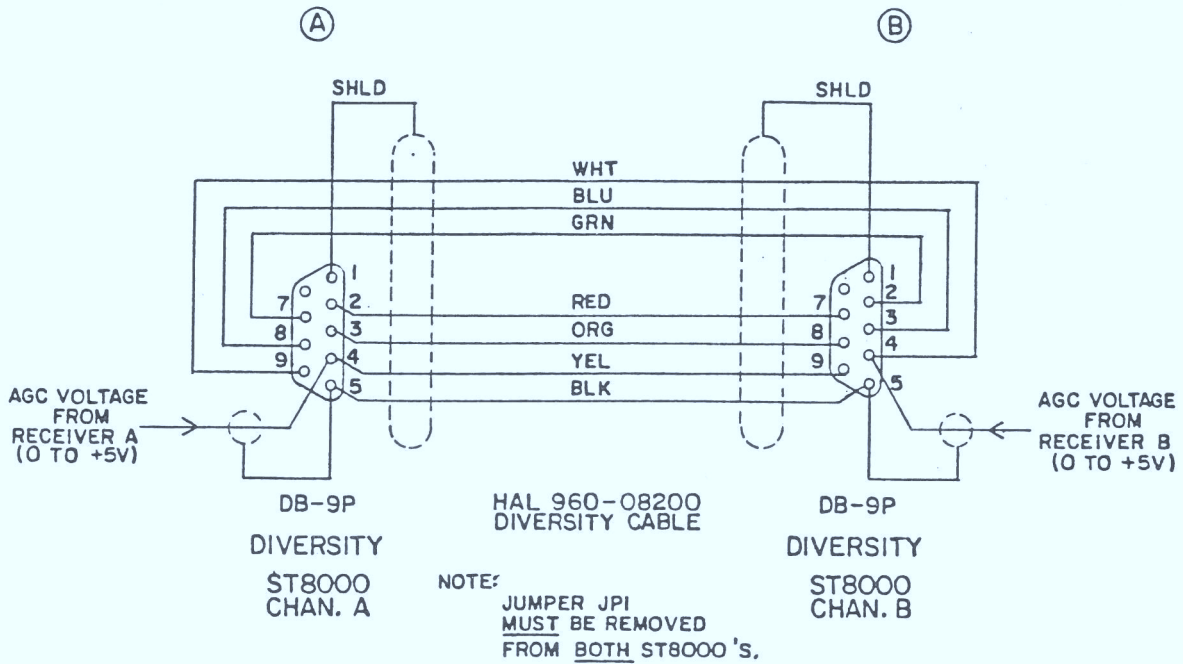 A
B
SHLD
SHLD
WHT
BLU
GRN
1
2
3
4
5
7
8
9
RED
ORG
YEL
BLK
1
2
3
4
5
7
8
9
AGC VOLTAGE
FROM
RECEIVER A
(0 TO +5V)
AGC VOLTAGE
FROM
RECEIVER B
(0 TO +5V)
DB-9P
DIVERSITY
ST8000
CHAN. A
HAL 960-08200
DIVERSITY CABLE
DB-9P
DIVERSITY
ST8000
CHAN. B
NOTE:
JUMPER JP1
MUST BE REMOVED
FROM BOTH ST8000'S.